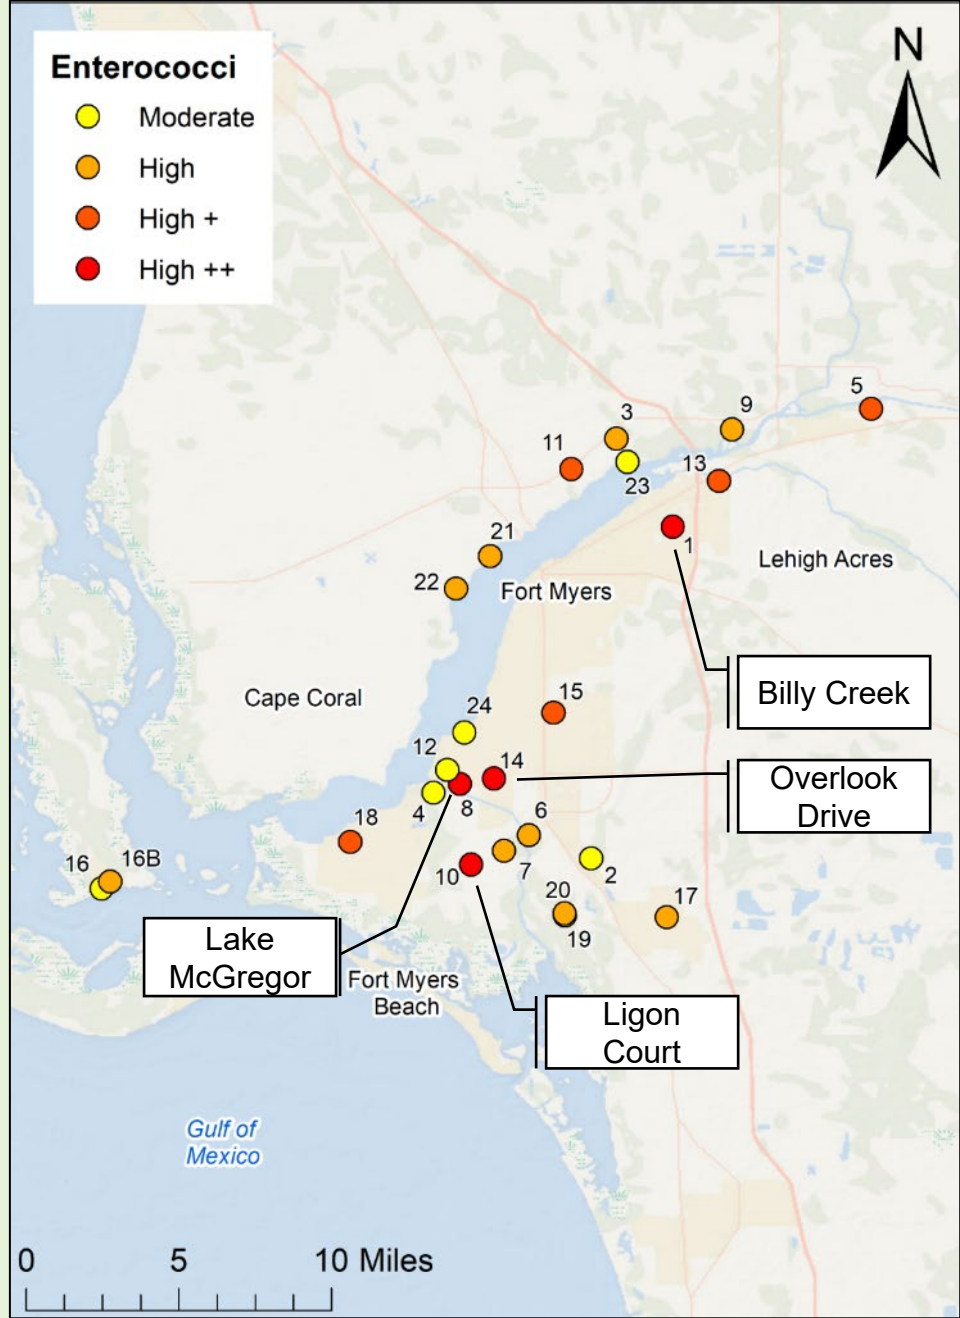 N
Enterococci
Moderate
High
High +
High ++
5
9
3
11
23
13
1
21
22
Lehigh Acres
Fort Myers
Cape Coral
Billy Creek
15
24
12
14
Overlook
Drive
4
8
18
6
7
16
16B
10
2
20
19
17
Lake
McGregor
Fort Myers
Beach
Ligon
Court
Gulf of
Mexico
0 5 10 Miles